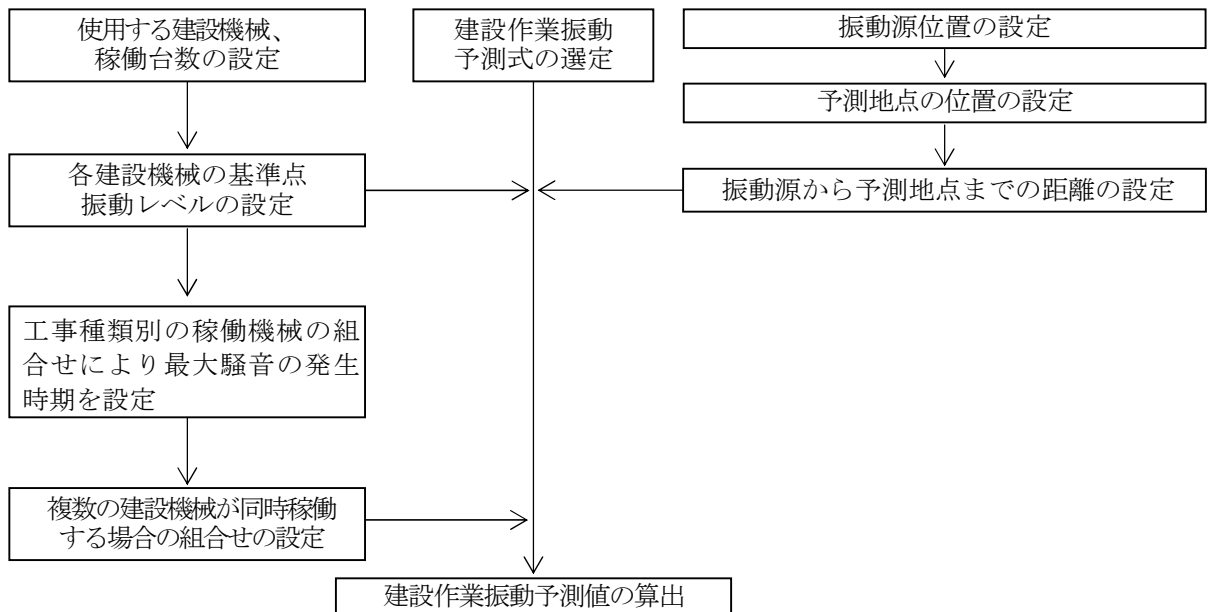 使用する建設機械、
稼働台数の設定
建設作業振動
予測式の選定
振動源位置の設定
予測地点の位置の設定
各建設機械の基準点
振動レベルの設定
振動源から予測地点までの距離の設定
工事種類別の稼働機械の組
合せにより最大騒音の発生
時期を設定
複数の建設機械が同時稼働
する場合の組合せの設定
建設作業振動予測値の算出